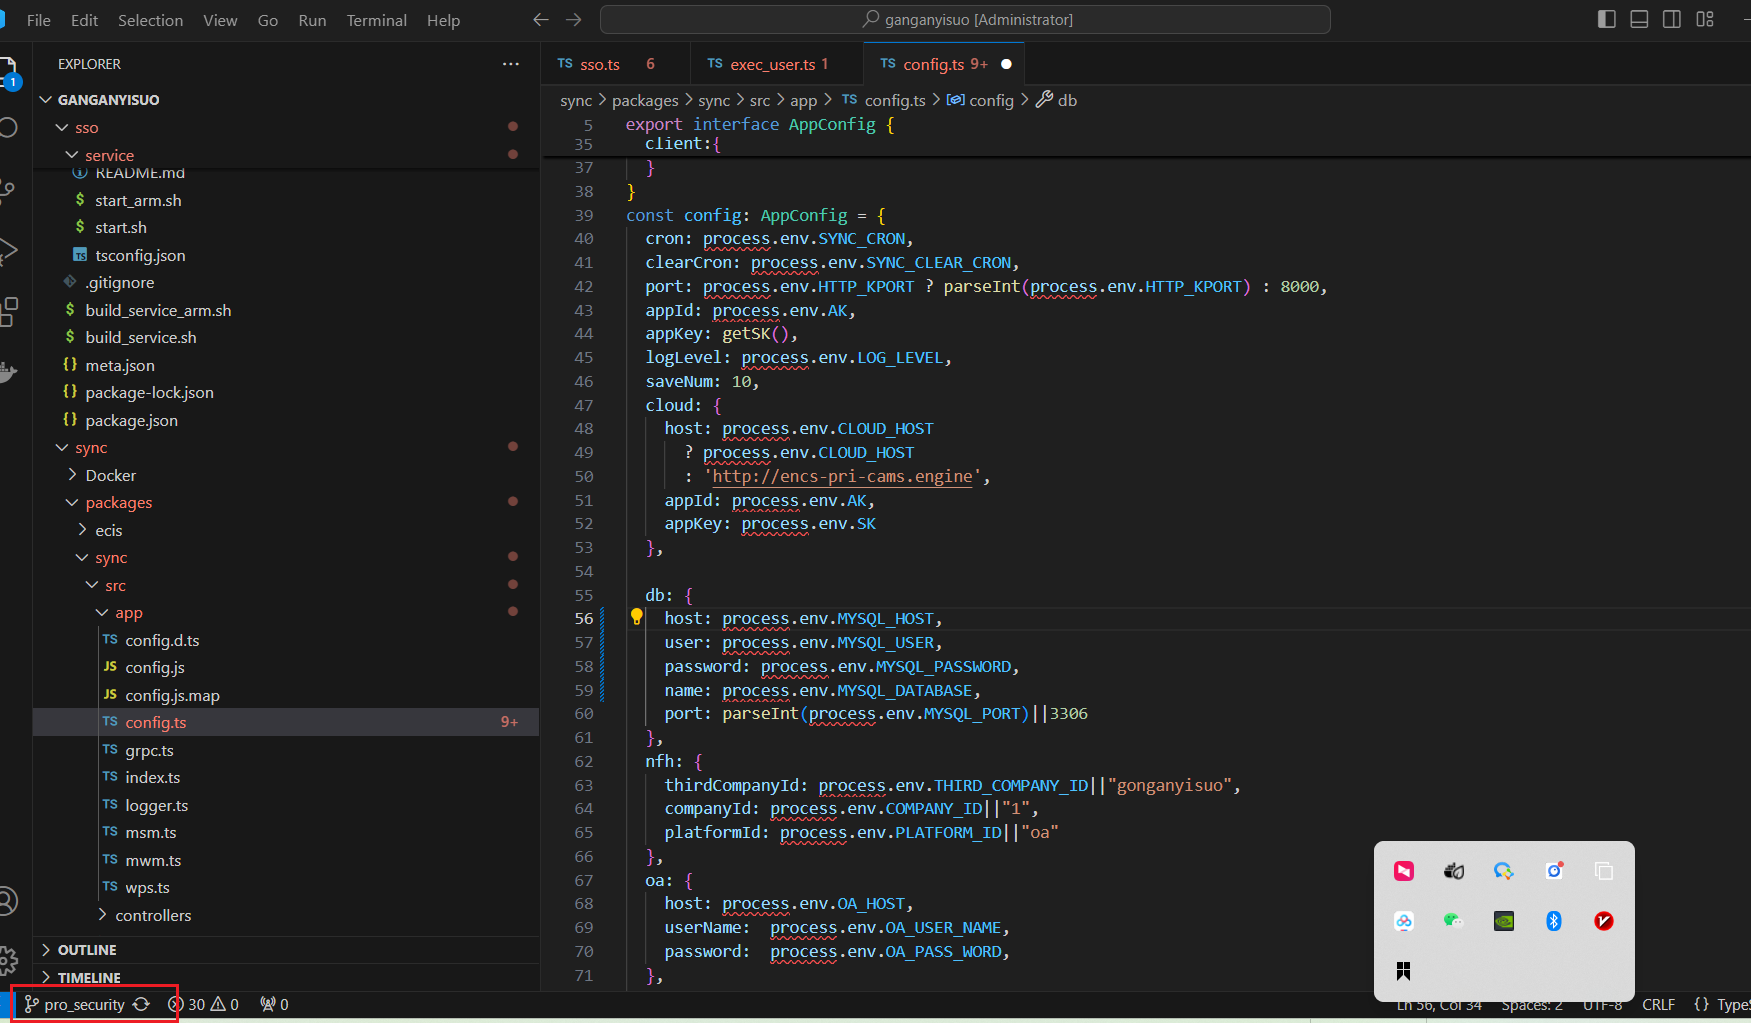 File Edit Selection View Go Run Terminal Help
ganganyisuo [Administrator]
1
EXPLORER
GANGANYISUO
sso
service
README.md
start_arm.sh
start.sh
tsconfig.json
.gitignore
build_service_arm.sh
build_service.sh
meta.json
package-lock.json
package.json
sync
Docker
packages
ecis
sync
src
app
TS config.d.ts
JS config.js
JS config.js.map
TS config.ts 9+
TS grpc.ts
TS index.ts
TS logger.ts
TS msm.ts
TS mwm.ts
TS wps.ts
controllers
OUTLINE
TIMELINE
TS sso.ts 6 TS exec_user.ts 1 TS config.ts 9+
sync > packages > sync > src > app > TS config.ts > config > db
5 export interface AppConfig {
35 client:{
37 }
38 }
39 const config: AppConfig = {
40 cron: process.env.SYNC_CRON,
41 clearCron: process.env.SYNC_CLEAR_CRON,
42 port: process.env.HTTP_KPORT ? parseInt(process.env.HTTP_KPORT) : 8000,
43 appId: process.env.AK,
44 appKey: getSK(),
45 logLevel: process.env.LOG_LEVEL,
46 saveNum: 10,
47 cloud: {
48 host: process.env.CLOUD_HOST
49 ? process.env.CLOUD_HOST
50 : 'http://encs-pri-cams.engine',
51 appId: process.env.AK,
52 appKey: process.env.SK
53 },
54
55 db: {
56 host: process.env.MYSQL_HOST,
57 user: process.env.MYSQL_USER,
58 password: process.env.MYSQL_PASSWORD,
59 name: process.env.MYSQL_DATABASE,
60 port: parseInt(process.env.MYSQL_PORT)||3306
61 },
62 nfh: {
63 thirdCompanyId: process.env.THIRD_COMPANY_ID||"gonganyisuo",
64 companyId: process.env.COMPANY_ID||"1",
65 platformId: process.env.PLATFORM_ID||"oa"
66 },
67 oa: {
68 host: process.env.OA_HOST,
69 userName: process.env.OA_USER_NAME,
70 password: process.env.OA_PASS_WORD,
71 },
pro_security 30 0 0 Ln 56, Col 34 Spaces: 2 UTF-8 CRLF {} TypeS